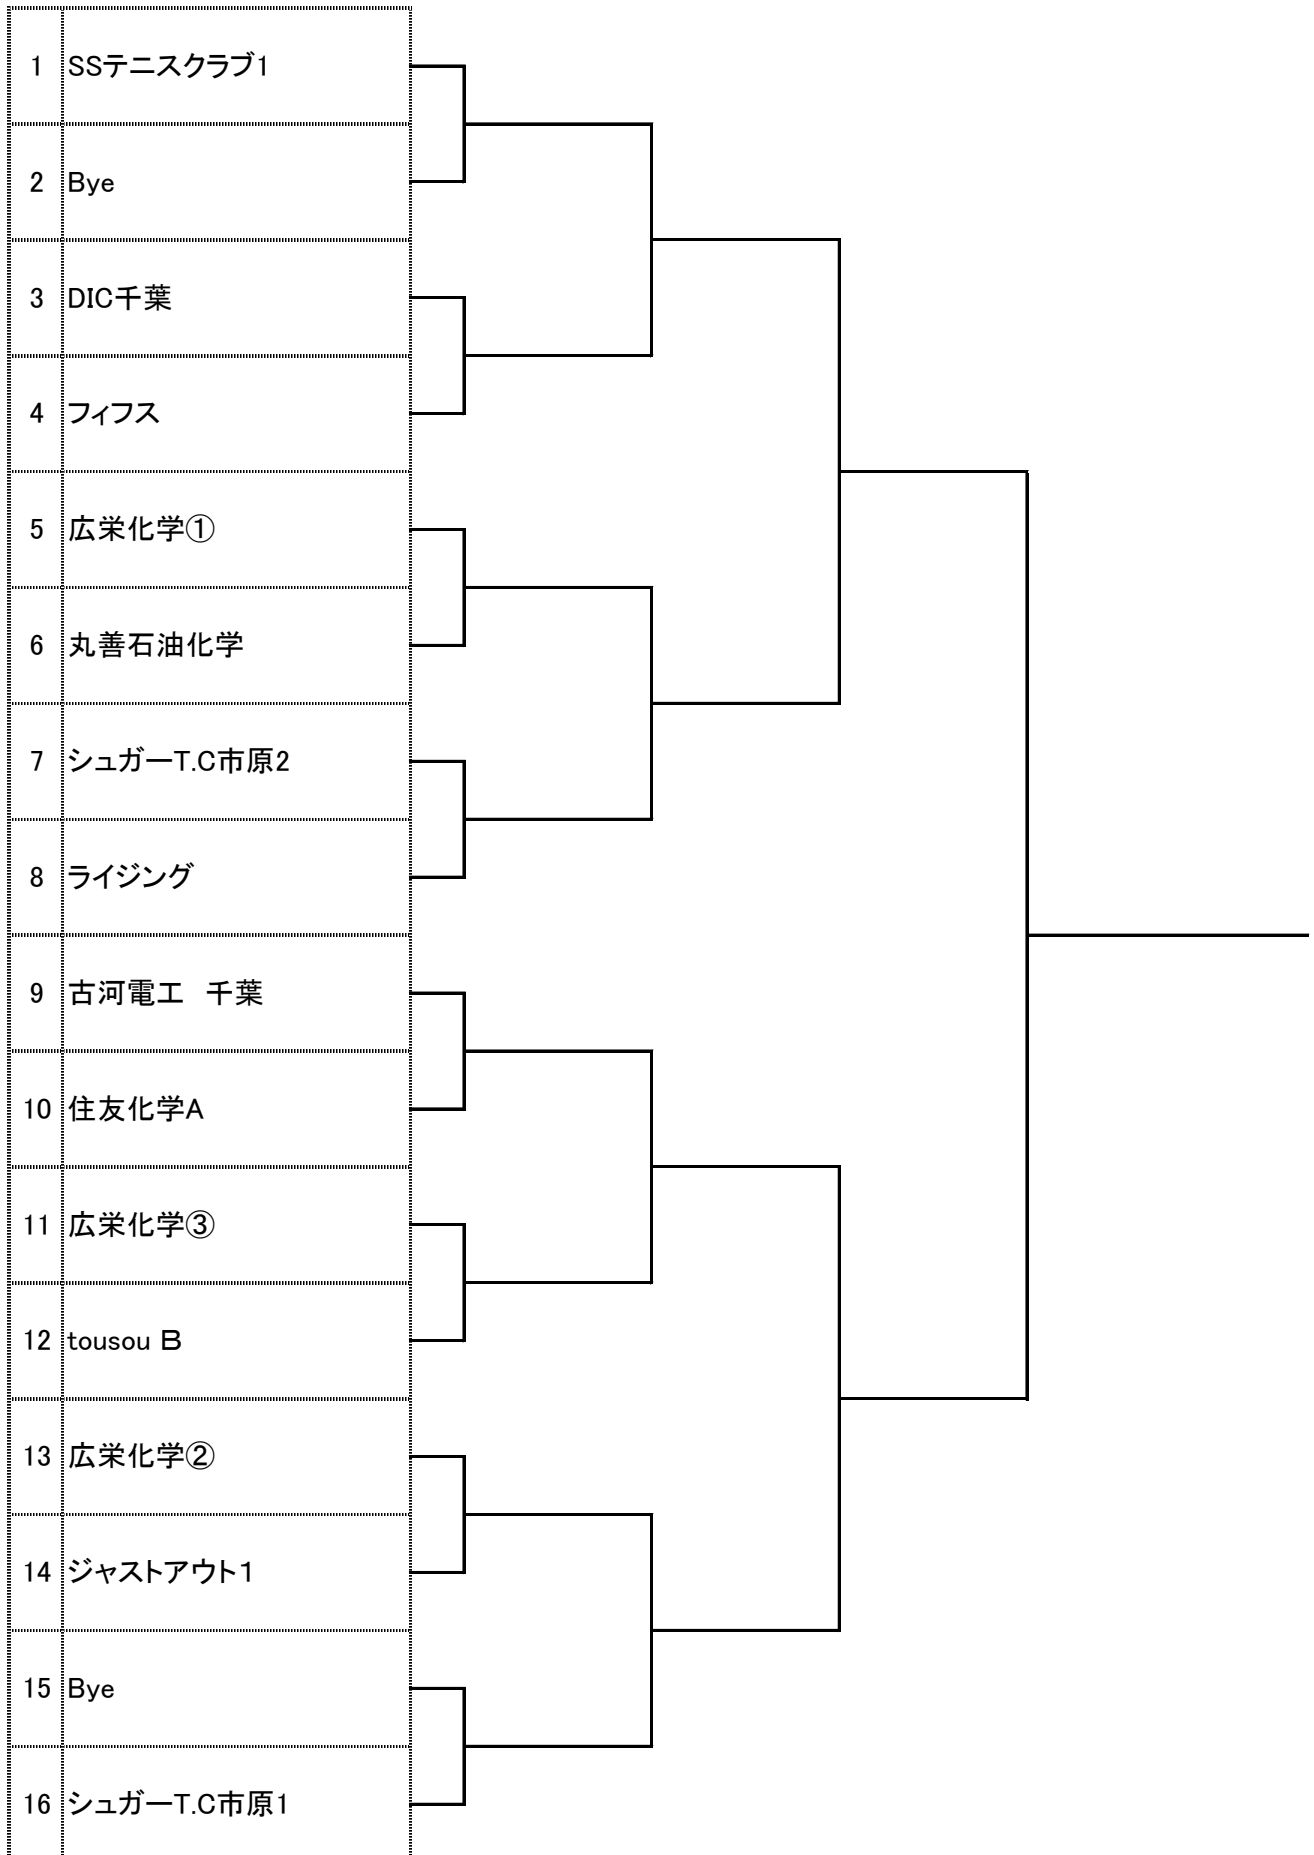 1 SSテニスクラブ1
2 Bye
3 DIC千葉
4 フィフス
5 広栄化学①
6 丸善石油化学
7 シュガーT.C市原2
8 ライジング
9 古河電工　千葉
10 住友化学A
11 広栄化学③
12 tousou B
13 広栄化学②
14 ジャストアウト1
15 Bye
16 シュガーT.C市原1